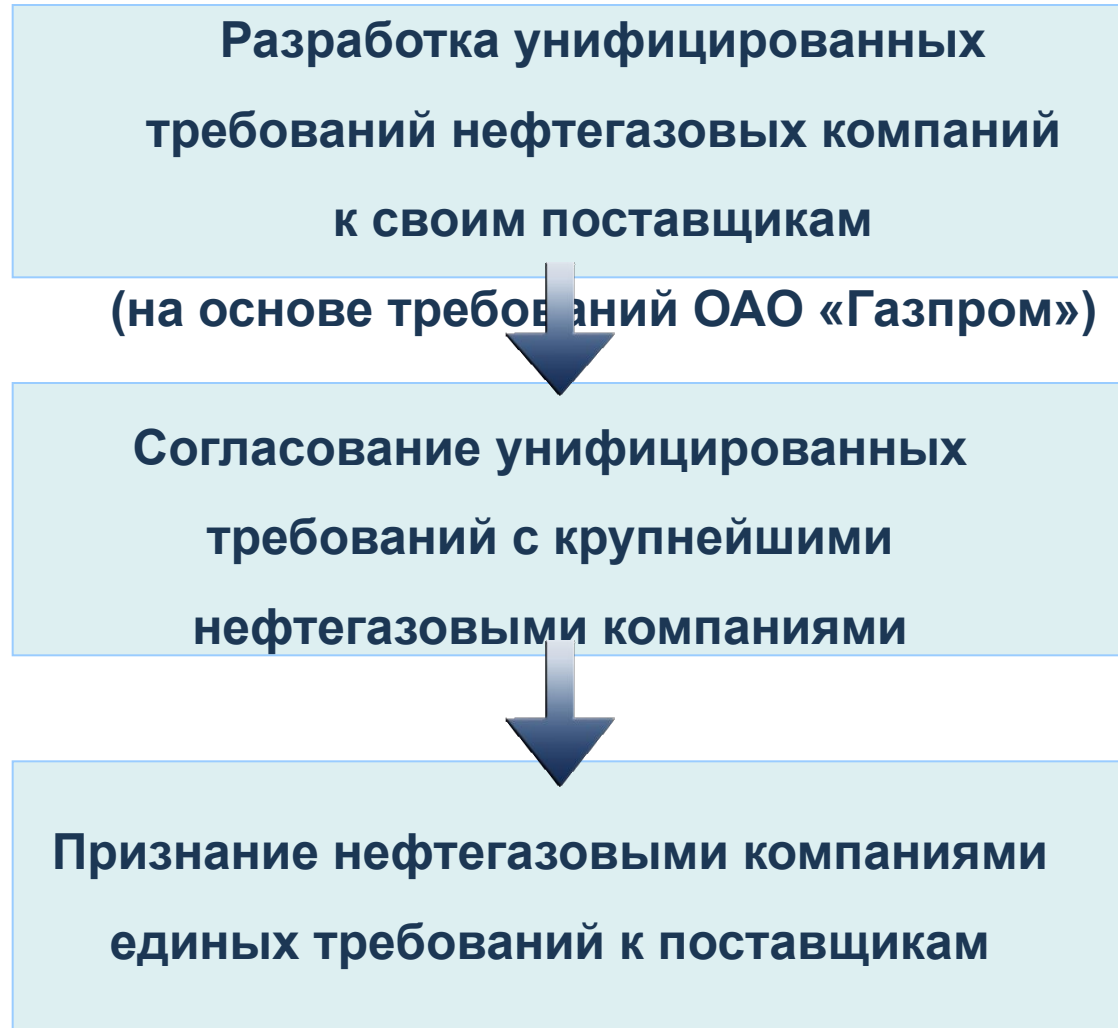 Разработка унифицированных
требований нефтегазовых компаний
к своим поставщикам
(на основе требований ОАО «Газпром»)
Согласование унифицированных
требований с крупнейшими
нефтегазовыми компаниями
Признание нефтегазовыми компаниями
единых требований к поставщикам